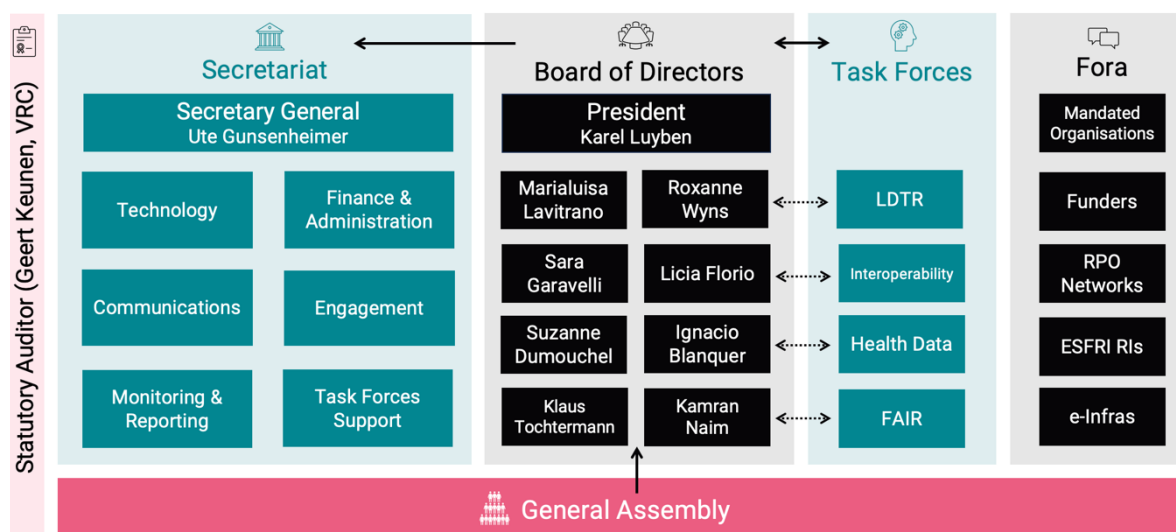 Statutory Auditor (Geert Keunen, VRC)
Secretariat
Secretary General
Ute Gunsenheimer
Technology
Finance &
Administration
Communications
Engagement
Monitoring &
Reporting
Task Forces
Support
Board of Directors
President
Karel Luyben
Marialuisa
Lavitrano
Roxanne
Wyns
Sara
Garavelli
Licia Florio
Suzanne
Dumouchel
Ignacio
Blanquer
Klaus
Tochtermann
Kamran
Naim
Task Forces
LDTR
Interoperability
Health Data
FAIR
Fora
Mandated
Organisations
Funders
RPO
Networks
ESFRI RIs
e-Infras
General Assembly